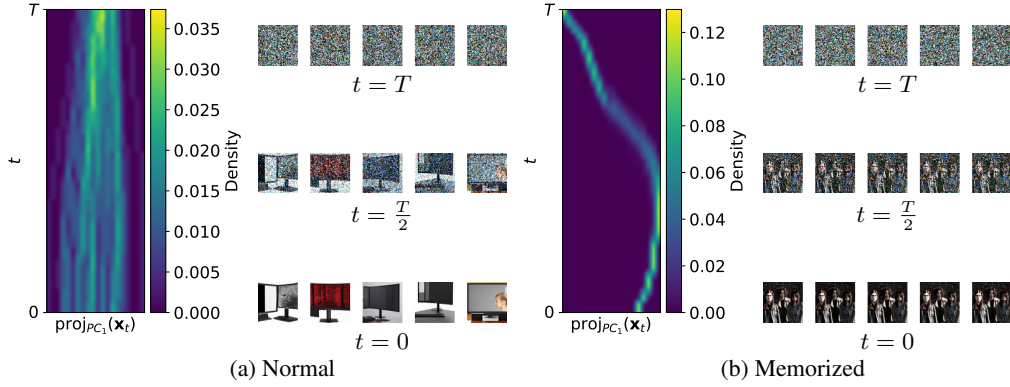 T
t
0
proj_{PC_1}(x_t)
0.035
0.030
0.025
0.020
0.015
0.010
0.005
0.000
Density
t = T
t = T/2
t = 0
(a) Normal
T
t
0
proj_{PC_1}(x_t)
0.12
0.10
0.08
0.06
0.04
0.02
0.00
Density
t = T
t = T/2
t = 0
(b) Memorized